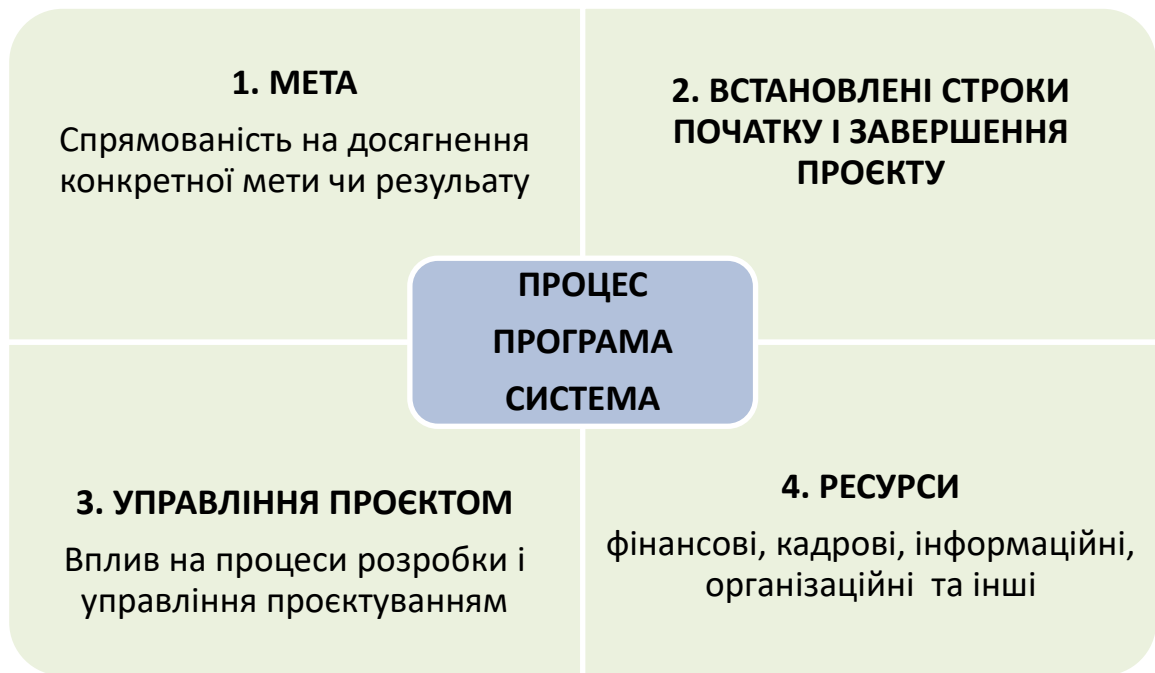 1. МЕТА
Спрямованість на досягнення
конкретної мети чи резульату
2. ВСТАНОВЛЕНІ СТРОКИ
ПОЧАТКУ І ЗАВЕРШЕННЯ
ПРОЄКТУ
ПРОЦЕС
ПРОГРАМА
СИСТЕМА
3. УПРАВЛІННЯ ПРОЄКТОМ
Вплив на процеси розробки і
управління проєктуванням
4. РЕСУРСИ
фінансові, кадрові, інформаційні,
організаційні та інші